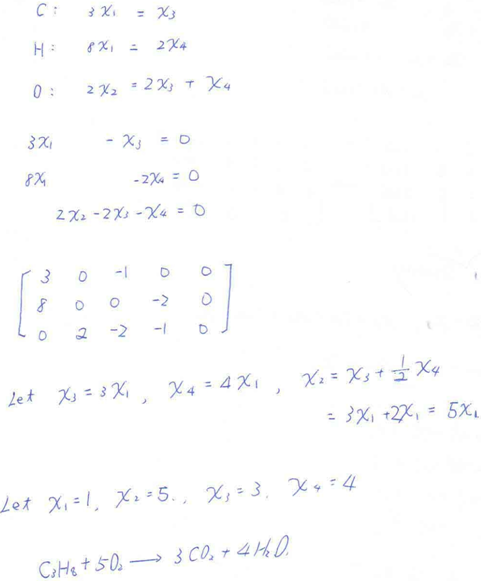 C: 3x₁ = x₃
H: 8x₁ = 2x₄
O: 2x₂ = 2x₃ + x₄
3x₁ - x₃ = 0
8x₁ -2x₄ = 0
2x₂ -2x₃ -x₄ = 0
[ 3 0 -1 0 0 ]
[ 8 0 0 -2 0 ]
[ 0 2 -2 -1 0 ]
Let x₃ = 3x₁, x₄ = 4x₁, x₂ = x₃ + ½x₄
= 3x₁ + 2x₁ = 5x₁
Let x₁=1, x₂=5., x₃=3. x₄=4
C₃H₈ + 5O₂ → 3CO₂ + 4H₂O.